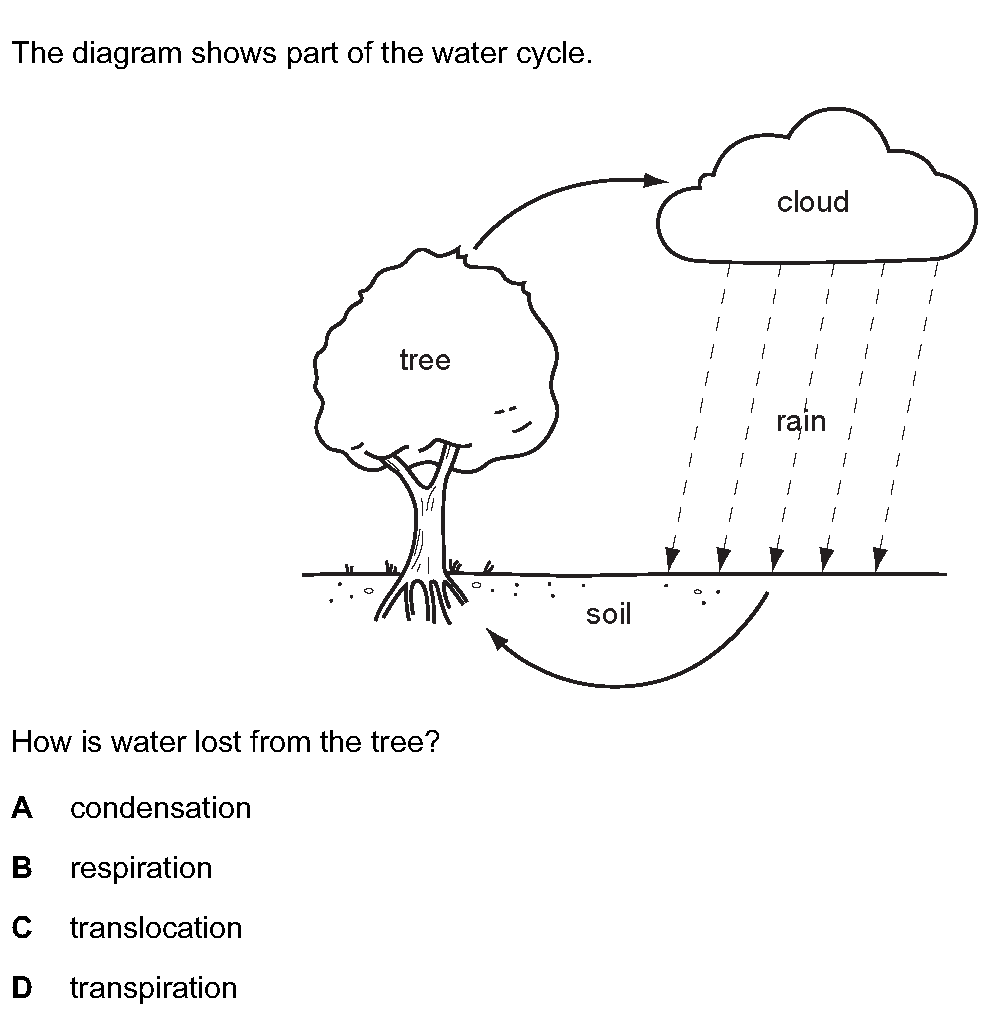 The diagram shows part of the water cycle.
cloud
tree
rain
soil
How is water lost from the tree?
A condensation
B respiration
C translocation
D transpiration